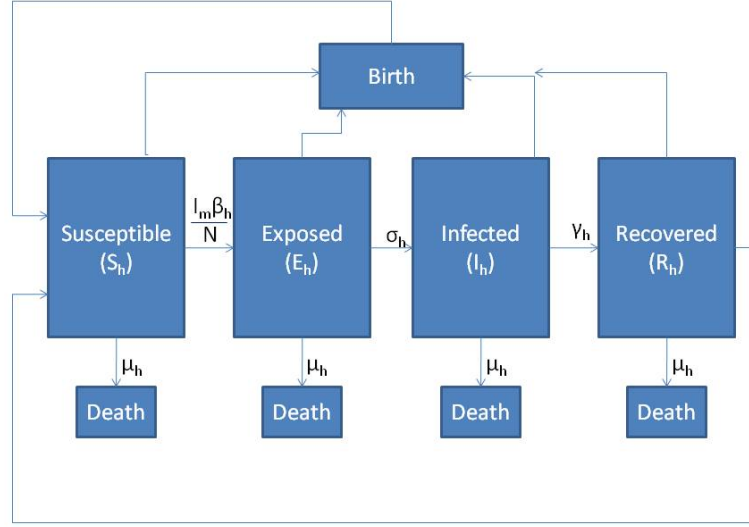 Birth
Susceptible
(Sₕ)
Iₘβₕ
N
Exposed
(Eₕ)
σₕ
Infected
(Iₕ)
γₕ
Recovered
(Rₕ)
μₕ
μₕ
μₕ
μₕ
Death
Death
Death
Death